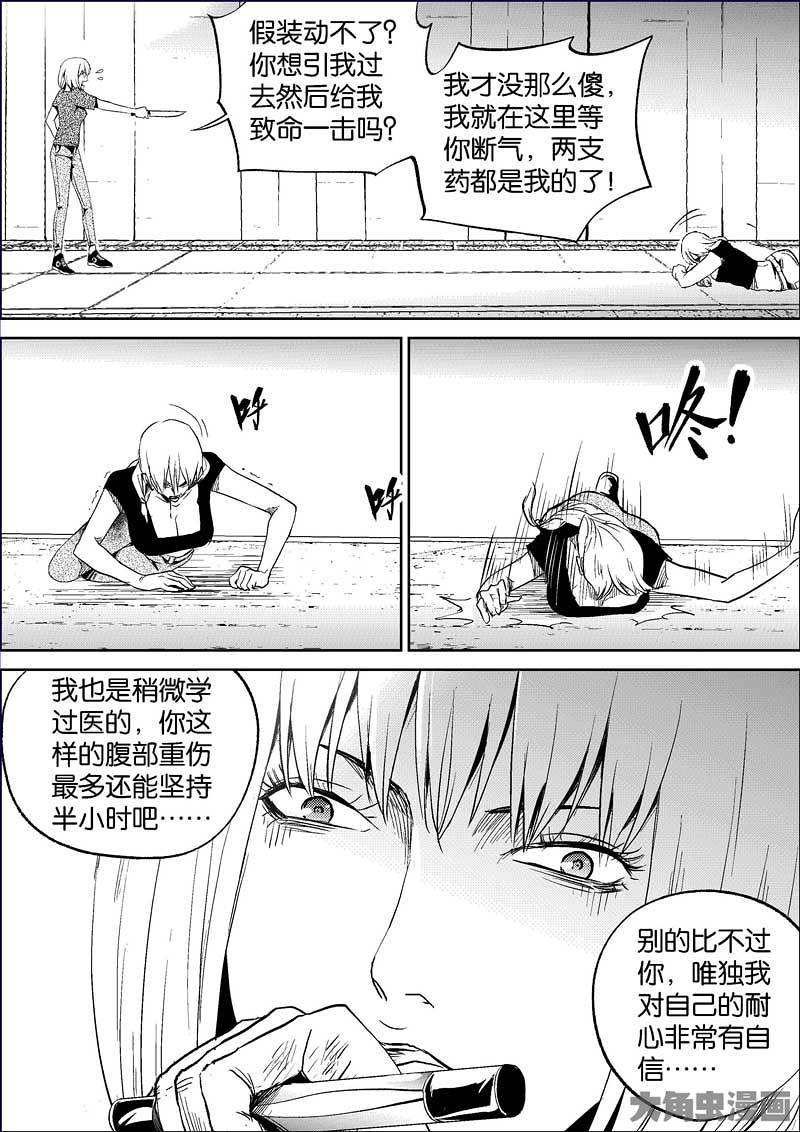 假装动不了？
你想引我过
去然后给我
致命一击吗？
我才没那么傻，
我就在这里等
你断气，两支
药都是我的了！
呼
呼
咚！
我也是稍微学
过医的，你这
样的腹部重伤
最多还能坚持
半小时吧……
别的比不过
你，唯独我
对自己的耐
心非常有自
信……
大角虫漫画